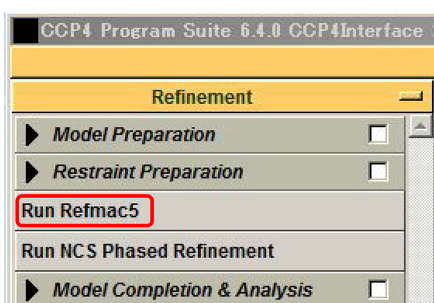 CCP4 Program Suite 6.4.0 CCP4Interface
Refinement
Model Preparation
Restraint Preparation
Run Refmac5
Run NCS Phased Refinement
Model Completion & Analysis